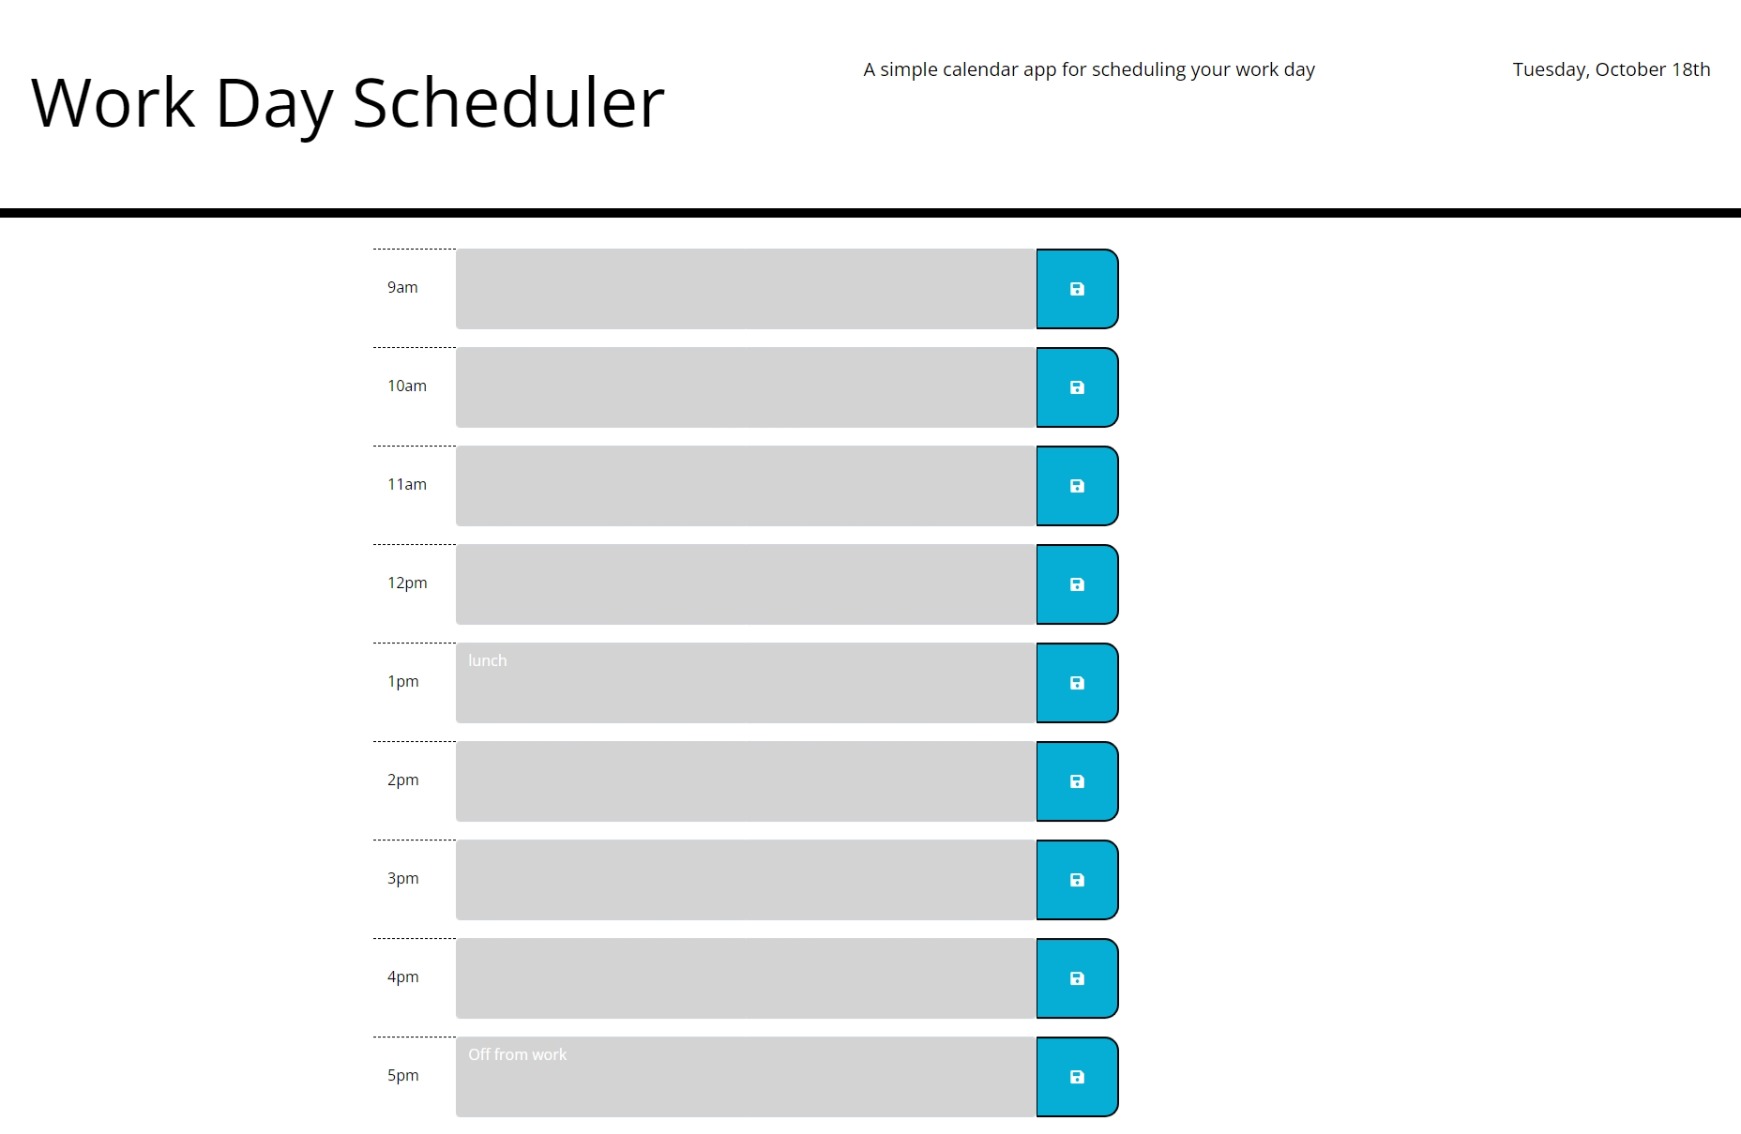 Work Day Scheduler
A simple calendar app for scheduling your work day
Tuesday, October 18th
9am
10am
11am
12pm
1pm
lunch
2pm
3pm
4pm
5pm
Off from work